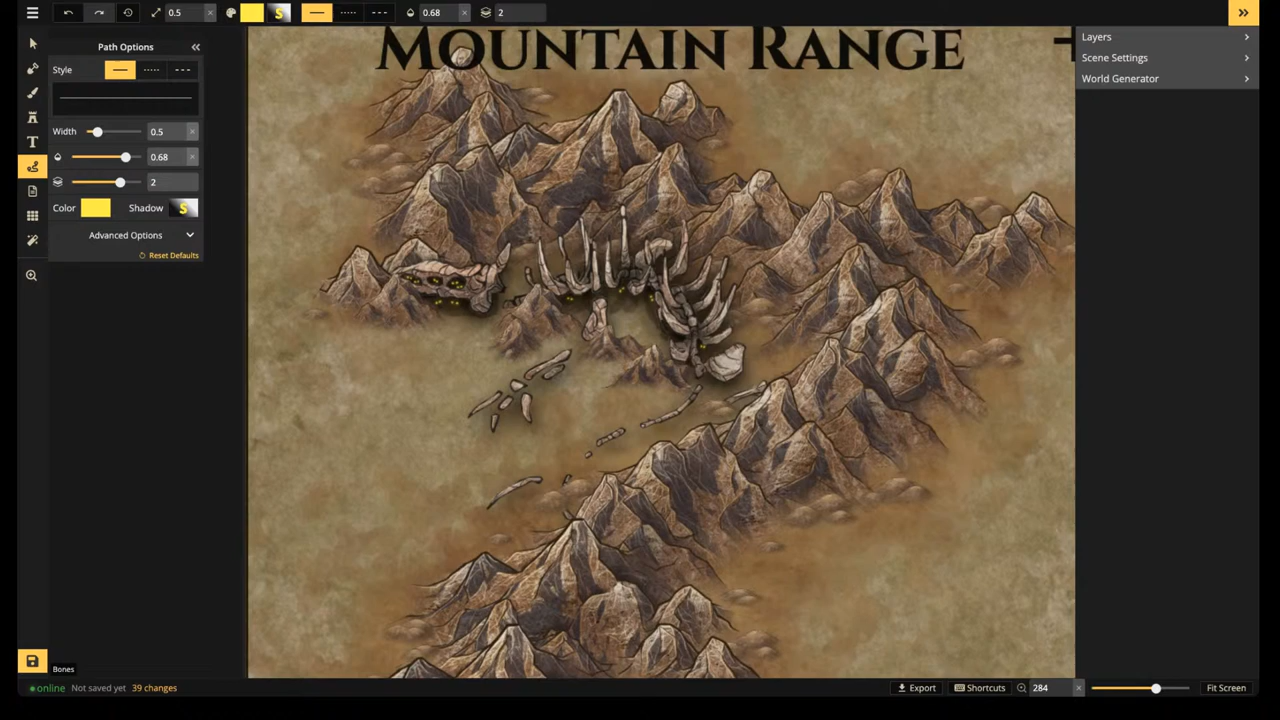 0.5 × 0.68 × 2
Path Options
Style
Width 0.5 ×
0.68 ×
2
Color Shadow S
Advanced Options
Reset Defaults
MOUNTAIN RANGE
Layers
Scene Settings
World Generator
Bones
online Not saved yet 39 changes
Export Shortcuts 284 × Fit Screen